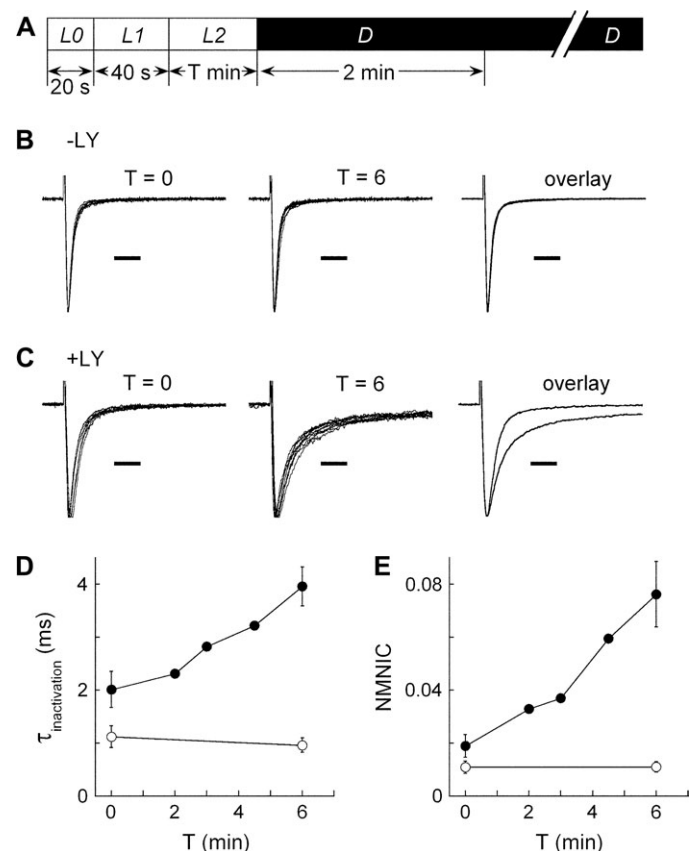 A
L0 L1 L2 D D
20 s 40 s T min 2 min
B -LY
T = 0 T = 6 overlay
C +LY
T = 0 T = 6 overlay
D E
τinactivation (ms)
4
2
0
0 2 4 6
T (min)
NMNIC
0.08
0.04
0
0 2 4 6
T (min)